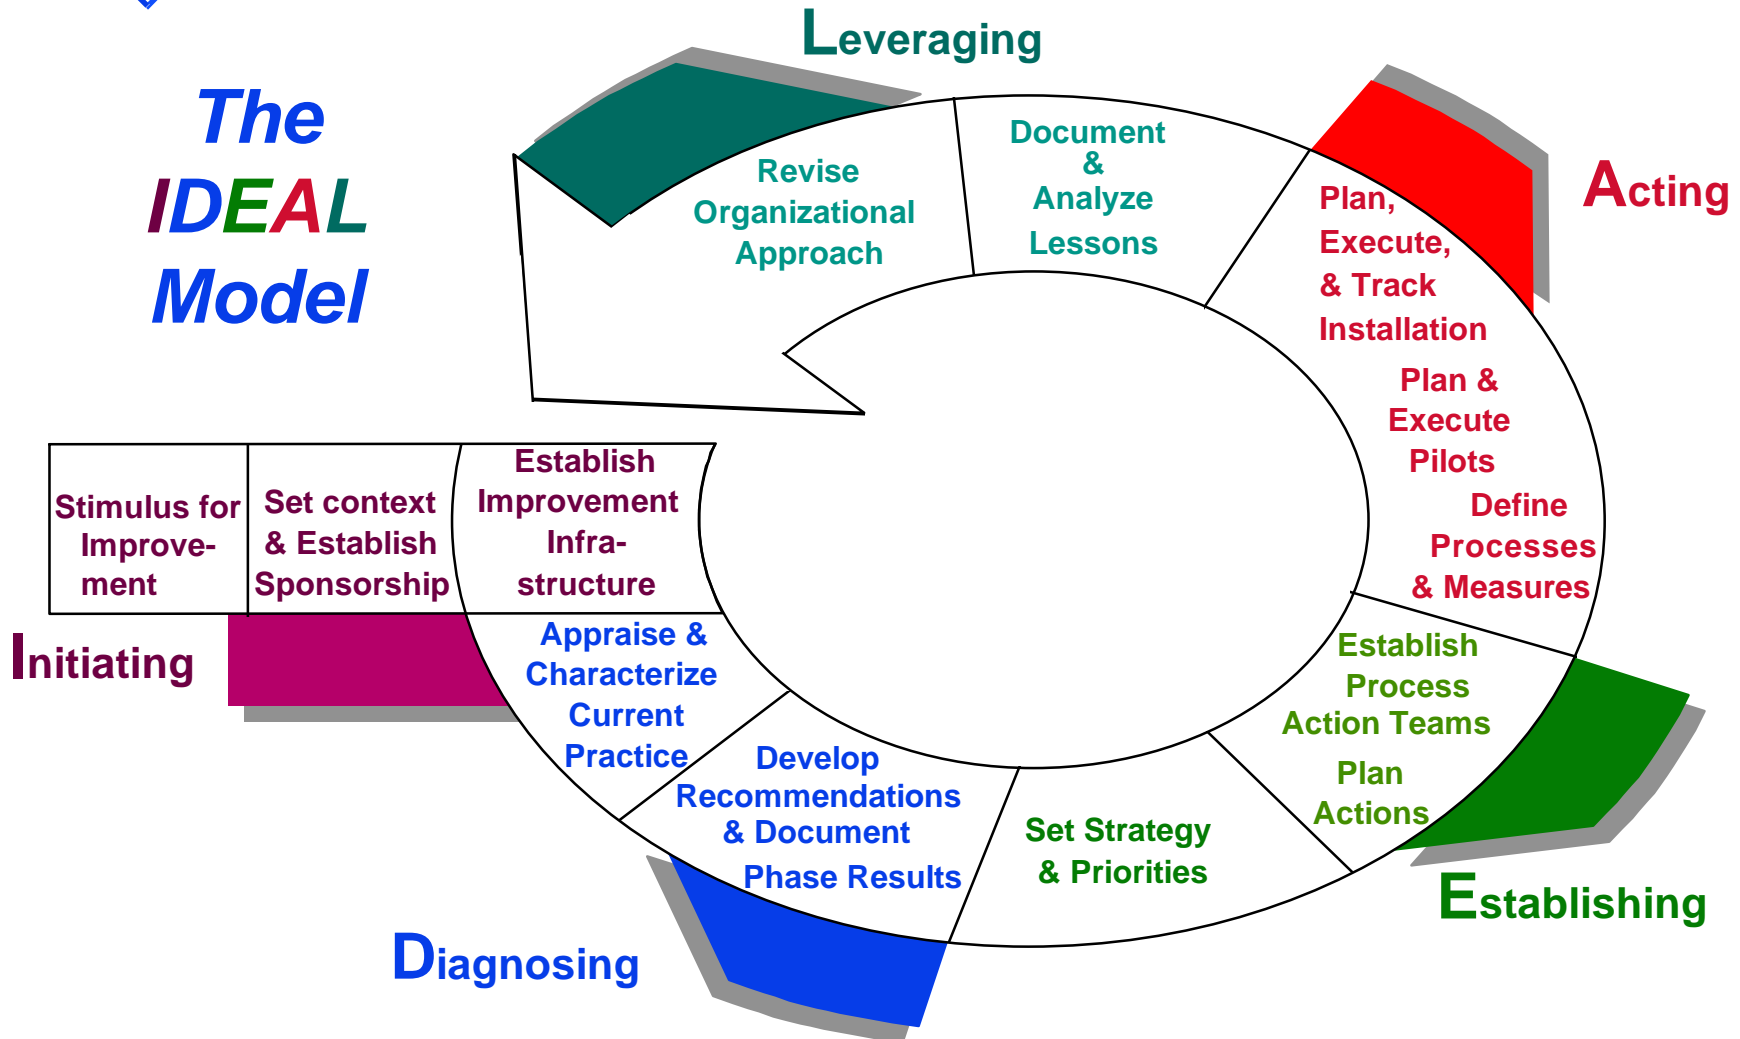 The
IDEAL
Model
Leveraging
Revise
Organizational
Approach
Document
&
Analyze
Lessons
Acting
Plan,
Execute,
& Track
Installation
Plan &
Execute
Pilots
Define
Processes
& Measures
Stimulus for
Improve-
ment
Set context
& Establish
Sponsorship
Establish
Improvement
Infra-
structure
Initiating
Appraise &
Characterize
Current
Practice
Develop
Recommendations
& Document
Phase Results
Diagnosing
Set Strategy
& Priorities
Establish
Process
Action Teams
Plan
Actions
Establishing